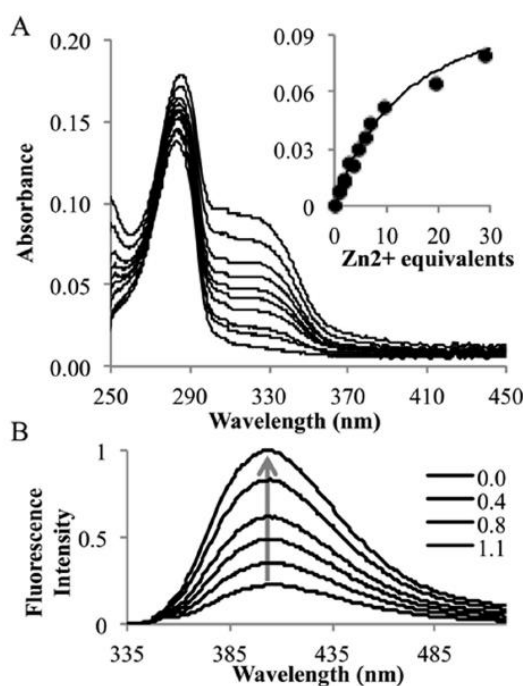 A
0.20
0.15
0.10
0.05
0.00
Absorbance
250 290 330 370 410 450
Wavelength (nm)
0.09
0.06
0.03
0
0 10 20 30
Zn2+ equivalents
B
1
0.5
0
Fluorescence
Intensity
0.0
0.4
0.8
1.1
335 385 435 485
Wavelength (nm)